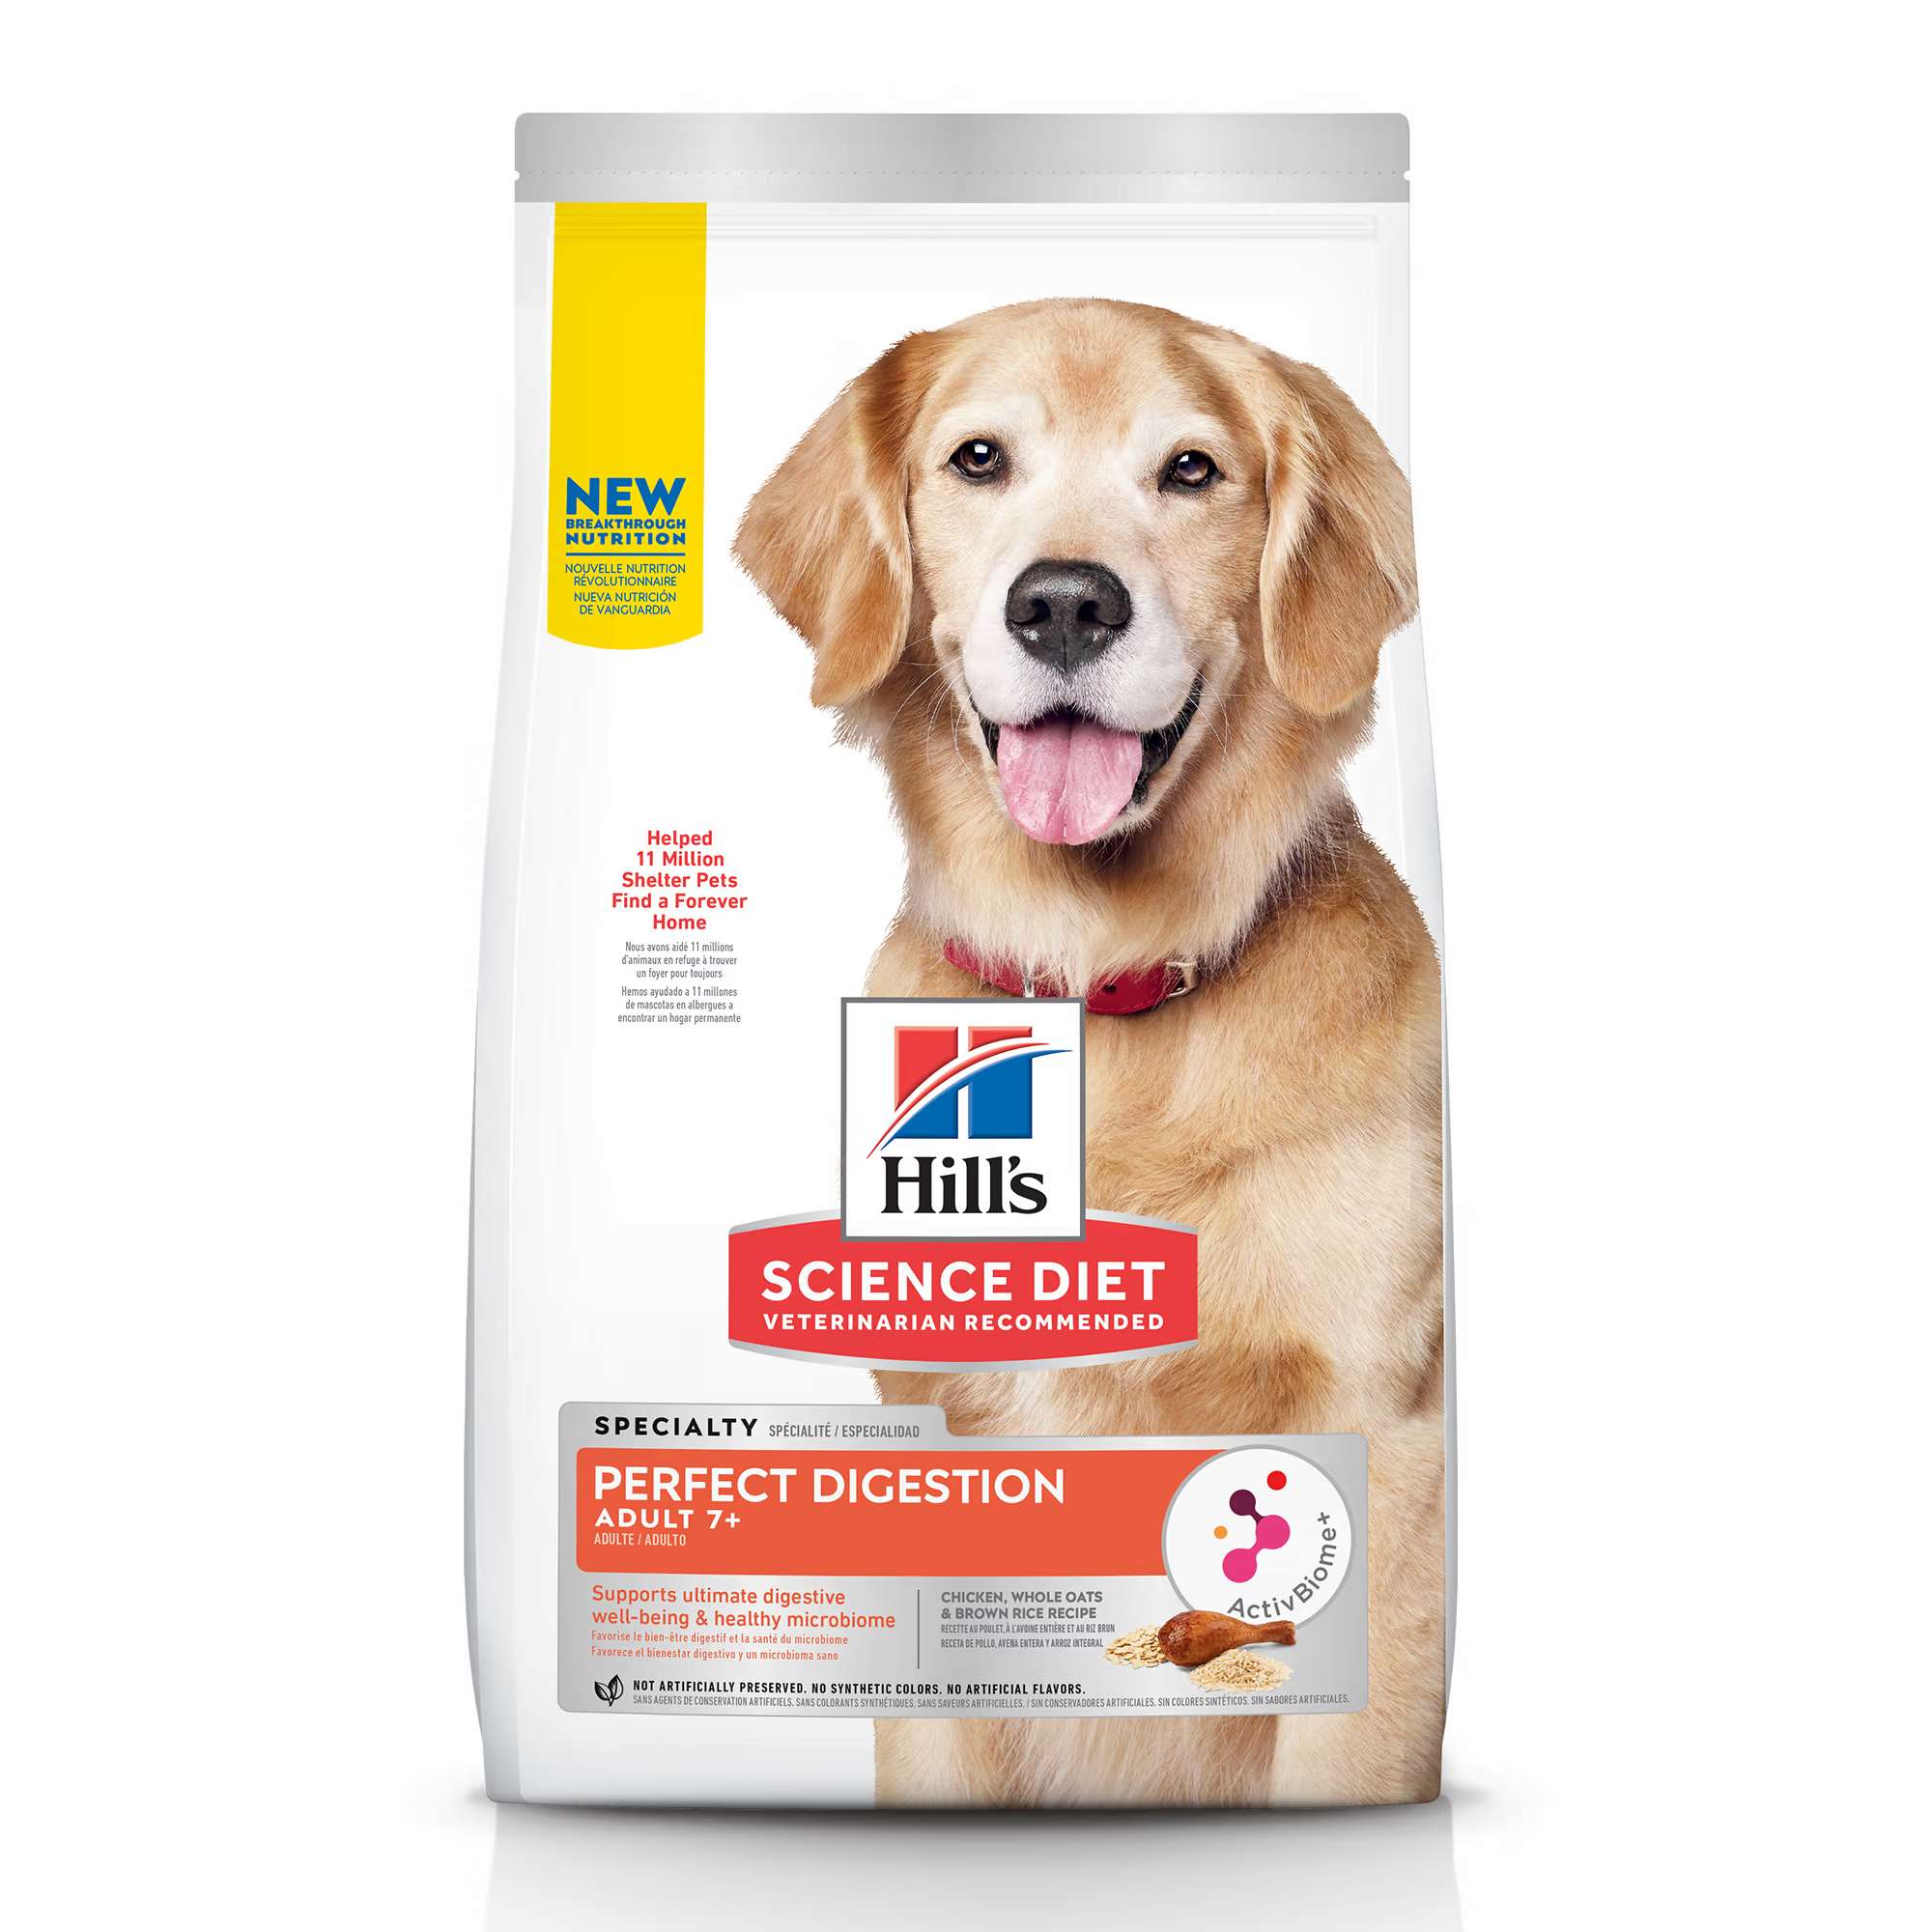 NEW
BREAKTHROUGH
NUTRITION
NOUVELLE NUTRITION
RÉVOLUTIONNAIRE
NUEVA NUTRICIÓN
DE VANGUARDIA
Helped
11 Million
Shelter Pets
Find a Forever
Home
Nous avons aidé 11 millions
d'animaux en refuge à trouver
un foyer pour toujours
Hemos ayudado a 11 millones
de mascotas en albergues a
encontrar un hogar permanente
Hill's
SCIENCE DIET
VETERINARIAN RECOMMENDED
SPECIALTY SPÉCIALITÉ / ESPECIALIDAD
PERFECT DIGESTION
ADULT 7+
ADULTE / ADULTO
ActivBiome+
Supports ultimate digestive
well-being & healthy microbiome
Favorise le bien-être digestif et la santé du microbiome
Favorece el bienestar digestivo y un microbioma sano
CHICKEN, WHOLE OATS
& BROWN RICE RECIPE
RECETTE AU POULET, À L'AVOINE ENTIÈRE ET AU RIZ BRUN
RECETA DE POLLO, AVENA ENTERA Y ARROZ INTEGRAL
NOT ARTIFICIALLY PRESERVED. NO SYNTHETIC COLORS. NO ARTIFICIAL FLAVORS.
SANS AGENTS DE CONSERVATION ARTIFICIELS. SANS COLORANTS SYNTHÉTIQUES. SANS SAVEURS ARTIFICIELLES. / SIN CONSERVADORES ARTIFICIALES. SIN COLORES SINTÉTICOS. SIN SABORES ARTIFICIALES.